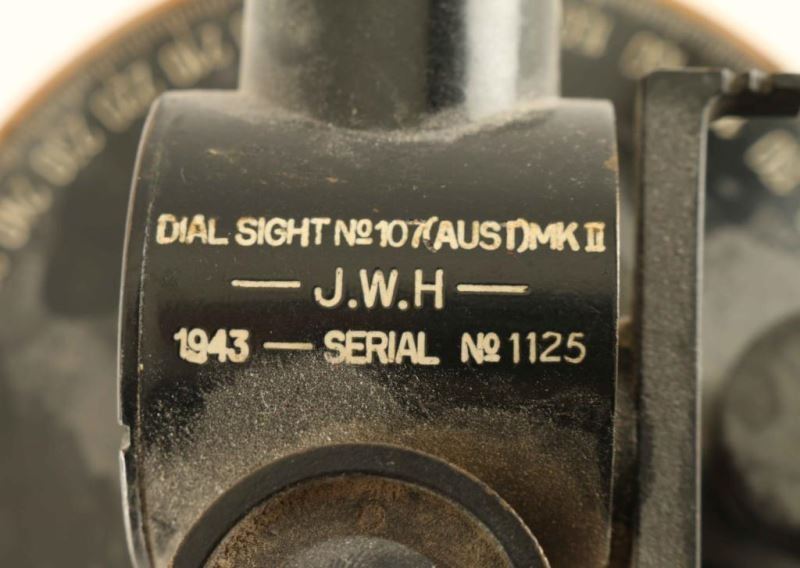 DIAL SIGHT № 107(AUST)MK II
— J.W.H —
1943 — SERIAL № 1125